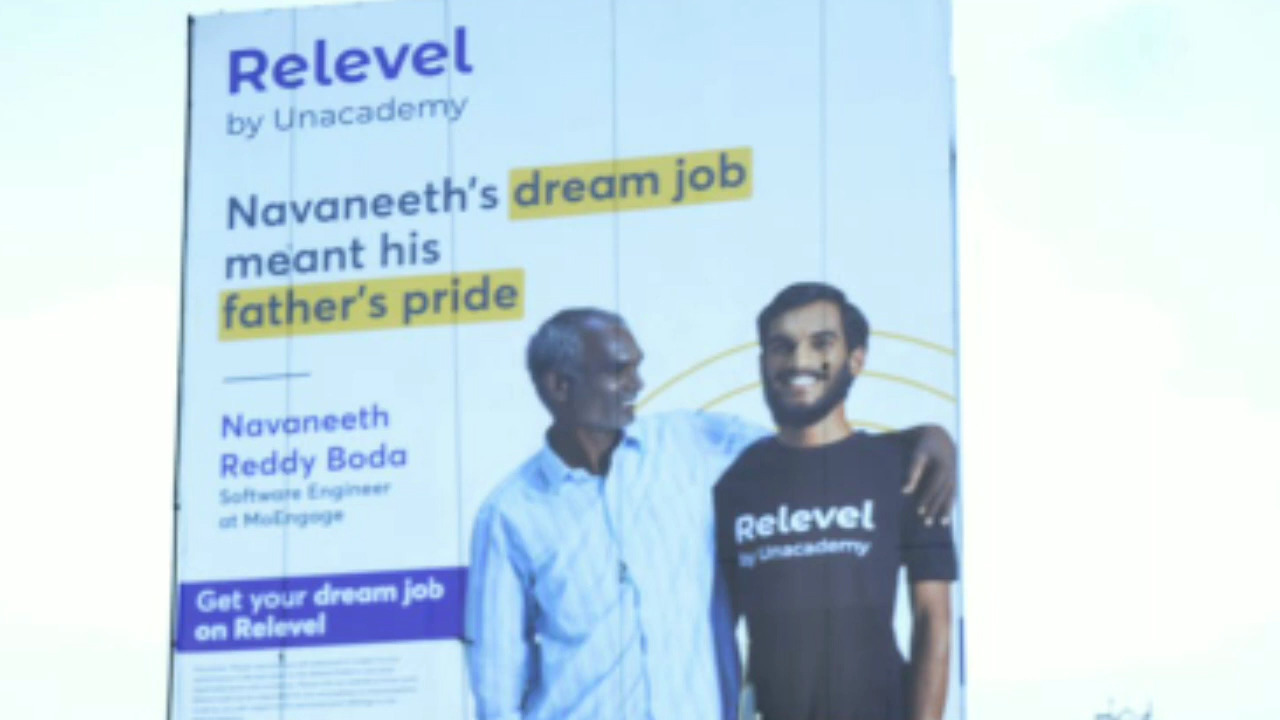 Relevel
by Unacademy
Navaneeth's dream job
meant his
father's pride
Navaneeth
Reddy Boda
Software Engineer
at MoEngage
Get your dream job
on Relevel
Relevel
by Unacademy